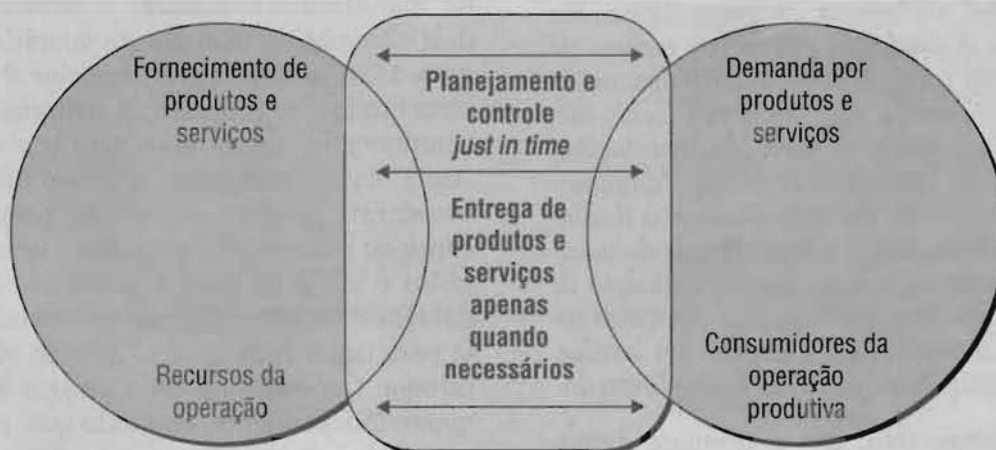 Fornecimento de
produtos e
serviços
Recursos da
operação
Planejamento e
controle
just in time
Entrega de
produtos e
serviços
apenas
quando
necessários
Demanda por
produtos e
serviços
Consumidores da
operação
produtiva